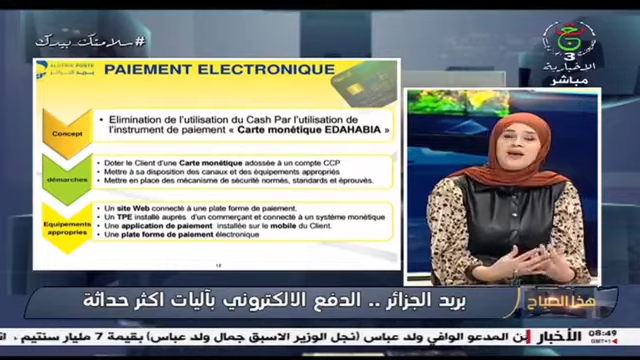 #سلامتك_بيدك
3
الإخبارية
مباشر
ALGÉRIE POSTE
بريد الجزائر
PAIEMENT ELECTRONIQUE
Concept
• Elimination de l'utilisation du Cash Par l'utilisation de
l'instrument de paiement « Carte monétique EDAHABIA »
démarches
• Doter le Client d'une Carte monétique adossée à un compte CCP
• Mettre à sa disposition des canaux et des équipements appropriés
• Mettre en place des mécanisme de sécurité normés, standards et éprouvés.
Equipements
appropriés
• Un site Web connecté à une plate forme de paiement.
• Un TPE installé auprès d'un commerçant et connecté à un système monétique
• Une application de paiement installée sur le mobile du Client.
• Une plate forme de paiement électronique
هذا الصباح
بريد الجزائر .. الدفع الالكتروني بآليات اكثر حداثة
08:49
GMT+1
الأخبار
ن المدعو الوافي ولد عباس (نجل الوزير الاسبق جمال ولد عباس) بقيمة 7 مليار سنتيم ،